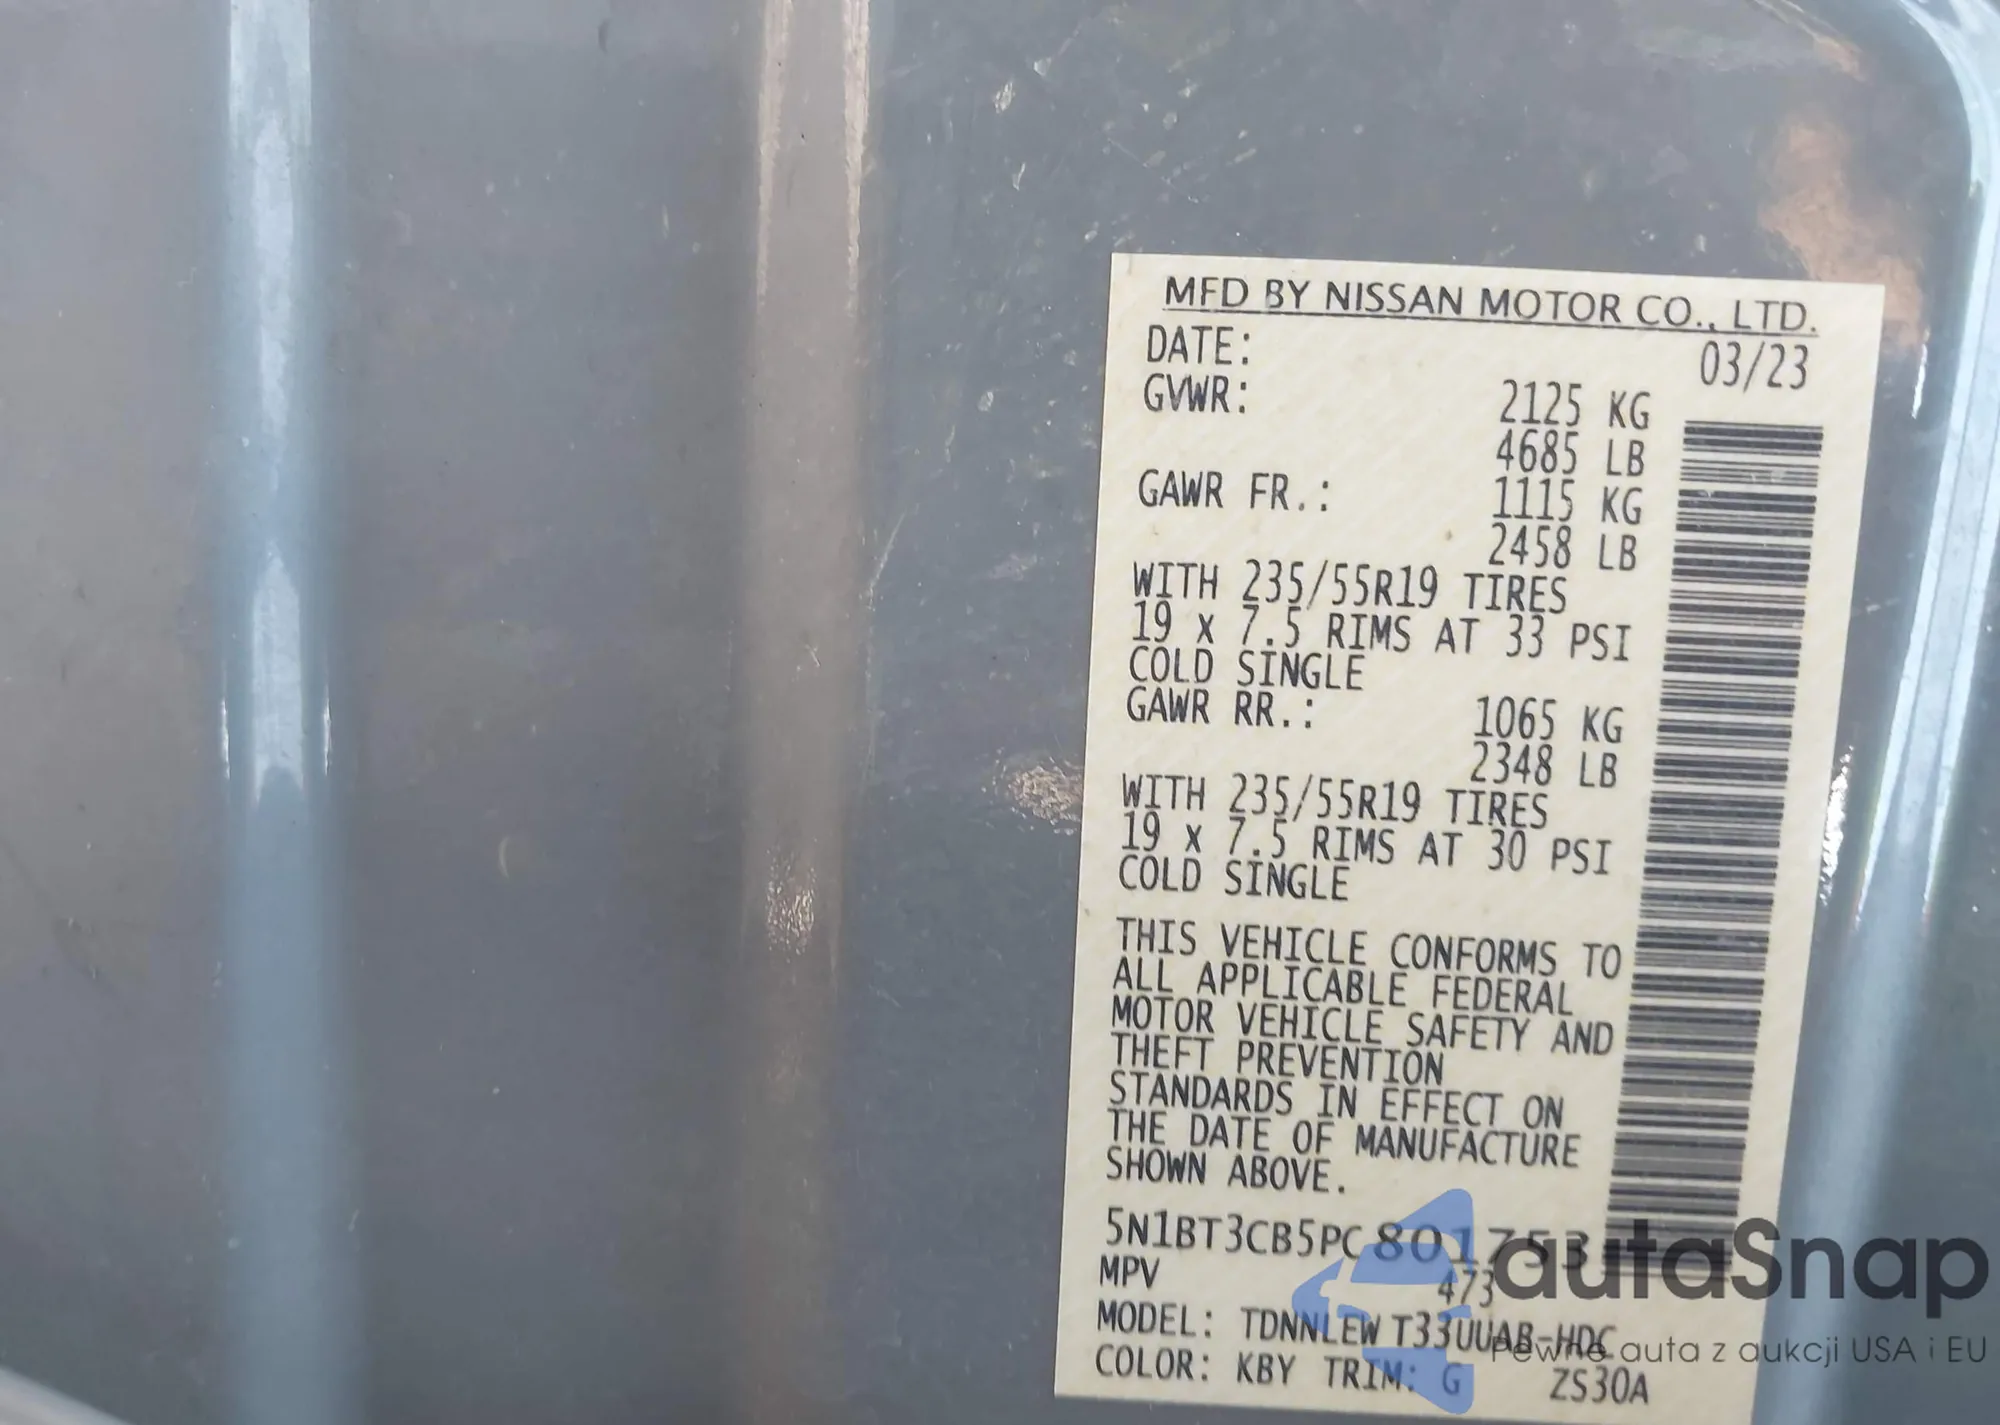 MFD BY NISSAN MOTOR CO., LTD.
DATE: 03/23
GVWR: 2125 KG
4685 LB
GAWR FR.: 1115 KG
2458 LB
WITH 235/55R19 TIRES
19 x 7.5 RIMS AT 33 PSI
COLD SINGLE
GAWR RR.: 1065 KG
2348 LB
WITH 235/55R19 TIRES
19 x 7.5 RIMS AT 30 PSI
COLD SINGLE
THIS VEHICLE CONFORMS TO
ALL APPLICABLE FEDERAL
MOTOR VEHICLE SAFETY AND
THEFT PREVENTION
STANDARDS IN EFFECT ON
THE DATE OF MANUFACTURE
SHOWN ABOVE.
5N1BT3CB5PC801753
MPV 473
MODEL: TDNNLEW T33UUAB-HDC
COLOR: KBY TRIM: G ZS30A
autaSnap
Pewne auta z aukcji USA i EU